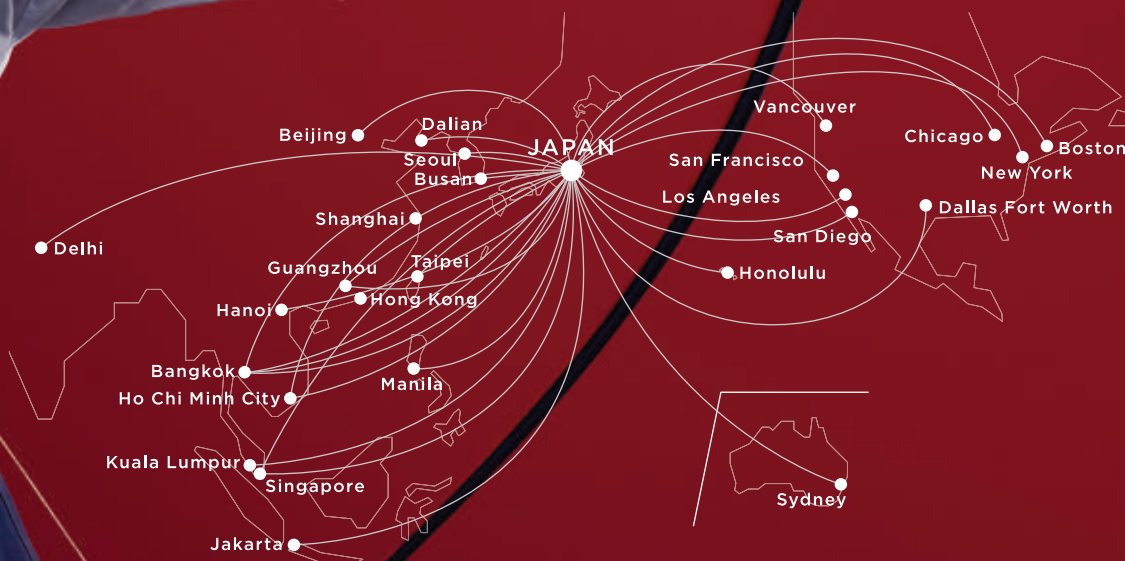 Vancouver
Beijing
Dalian
JAPAN
Chicago
Boston
Seoul
San Francisco
New York
Busan
Los Angeles
Dallas Fort Worth
Shanghai
San Diego
Delhi
Guangzhou
Taipei
Honolulu
Hong Kong
Hanoi
Bangkok
Manila
Ho Chi Minh City
Kuala Lumpur
Singapore
Sydney
Jakarta